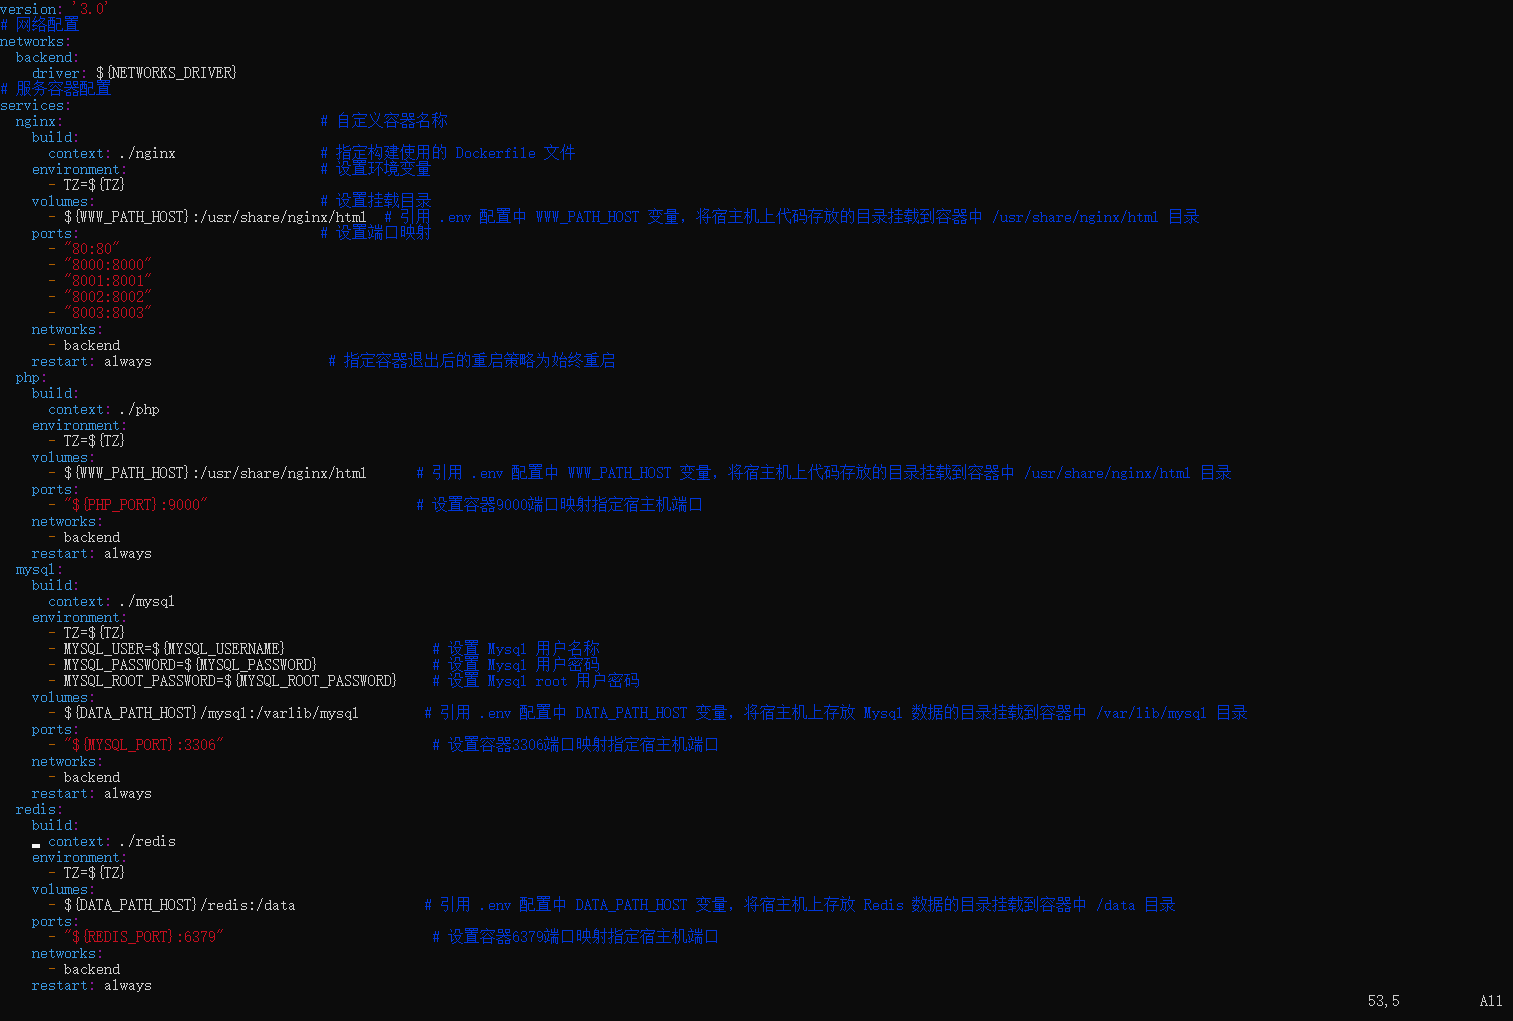 version: '3.0'
# 网络配置
networks:
  backend:
    driver: ${NETWORKS_DRIVER}
# 服务容器配置
services:
  nginx:                                # 自定义容器名称
    build:
      context: ./nginx                  # 指定构建使用的 Dockerfile 文件
    environment:                        # 设置环境变量
      - TZ=${TZ}
    volumes:                            # 设置挂载目录
      - ${WWW_PATH_HOST}:/usr/share/nginx/html  # 引用 .env 配置中 WWW_PATH_HOST 变量，将宿主机上代码存放的目录挂载到容器中 /usr/share/nginx/html 目录
    ports:                              # 设置端口映射
      - "80:80"
      - "8000:8000"
      - "8001:8001"
      - "8002:8002"
      - "8003:8003"
    networks:
      - backend
    restart: always                      # 指定容器退出后的重启策略为始终重启
  php:
    build:
      context: ./php
    environment:
      - TZ=${TZ}
    volumes:
      - ${WWW_PATH_HOST}:/usr/share/nginx/html      # 引用 .env 配置中 WWW_PATH_HOST 变量，将宿主机上代码存放的目录挂载到容器中 /usr/share/nginx/html 目录
    ports:
      - "${PHP_PORT}:9000"                          # 设置容器9000端口映射指定宿主机端口
    networks:
      - backend
    restart: always
  mysql:
    build:
      context: ./mysql
    environment:
      - TZ=${TZ}
      - MYSQL_USER=${MYSQL_USERNAME}                  # 设置 Mysql 用户名称
      - MYSQL_PASSWORD=${MYSQL_PASSWORD}              # 设置 Mysql 用户密码
      - MYSQL_ROOT_PASSWORD=${MYSQL_ROOT_PASSWORD}    # 设置 Mysql root 用户密码
    volumes:
      - ${DATA_PATH_HOST}/mysql:/varlib/mysql        # 引用 .env 配置中 DATA_PATH_HOST 变量，将宿主机上存放 Mysql 数据的目录挂载到容器中 /var/lib/mysql 目录
    ports:
      - "${MYSQL_PORT}:3306"                          # 设置容器3306端口映射指定宿主机端口
    networks:
      - backend
    restart: always
  redis:
    build:
      context: ./redis
    environment:
      - TZ=${TZ}
    volumes:
      - ${DATA_PATH_HOST}/redis:/data                # 引用 .env 配置中 DATA_PATH_HOST 变量，将宿主机上存放 Redis 数据的目录挂载到容器中 /data 目录
    ports:
      - "${REDIS_PORT}:6379"                          # 设置容器6379端口映射指定宿主机端口
    networks:
      - backend
    restart: always
53,5          All